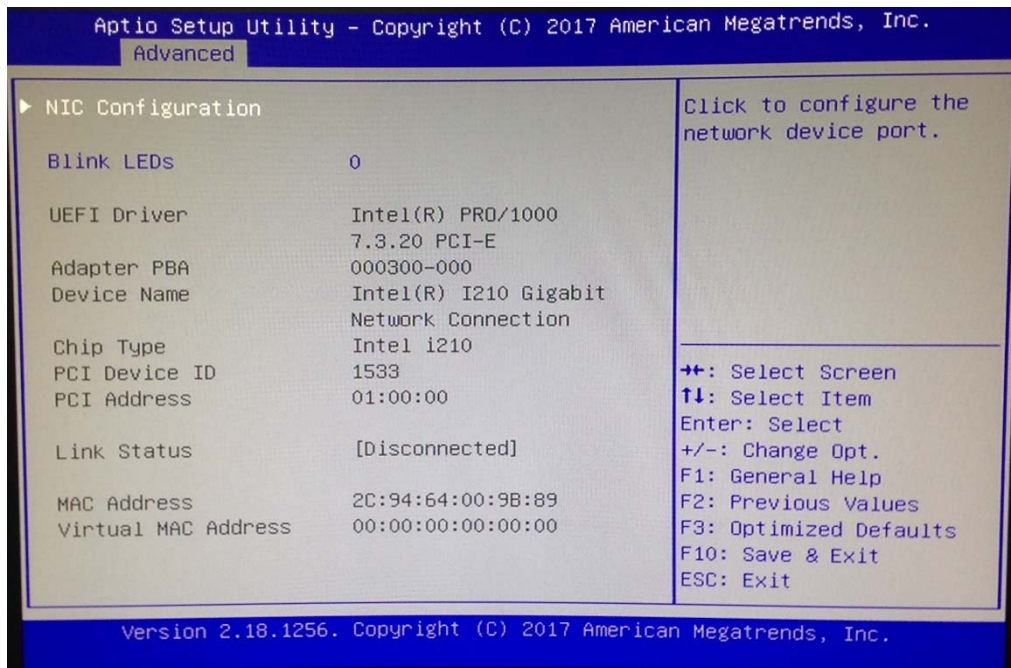 Aptio Setup Utility - Copyright (C) 2017 American Megatrends, Inc.
Advanced
NIC Configuration
Blink LEDs 0
UEFI Driver Intel(R) PRO/1000
7.3.20 PCI-E
Adapter PBA 000300-000
Device Name Intel(R) I210 Gigabit
Network Connection
Chip Type Intel i210
PCI Device ID 1533
PCI Address 01:00:00
Link Status [Disconnected]
MAC Address 2C:94:64:00:9B:89
Virtual MAC Address 00:00:00:00:00:00
Click to configure the
network device port.
→←: Select Screen
↑↓: Select Item
Enter: Select
+/-: Change Opt.
F1: General Help
F2: Previous Values
F3: Optimized Defaults
F10: Save & Exit
ESC: Exit
Version 2.18.1256. Copyright (C) 2017 American Megatrends, Inc.